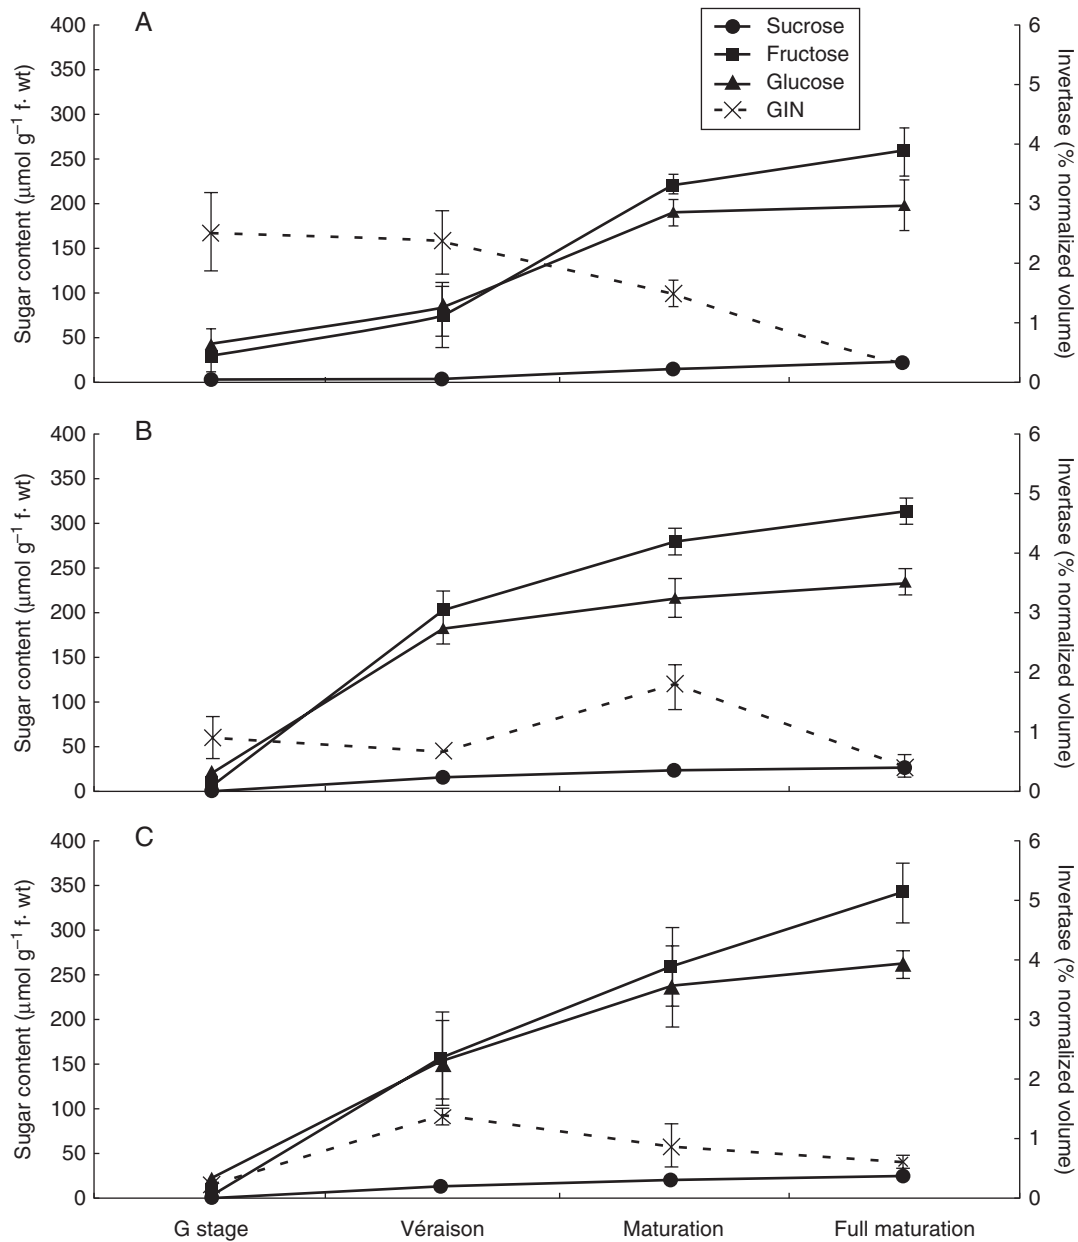 A
Sucrose
Fructose
Glucose
GIN
400
350
300
250
200
150
100
50
0
Sugar content (μmol g⁻¹ f. wt)
6
5
4
3
2
1
0
Invertase (% normalized volume)
B
400
350
300
250
200
150
100
50
0
Sugar content (μmol g⁻¹ f. wt)
6
5
4
3
2
1
0
Invertase (% normalized volume)
C
400
350
300
250
200
150
100
50
0
Sugar content (μmol g⁻¹ f. wt)
6
5
4
3
2
1
0
Invertase (% normalized volume)
G stage
Véraison
Maturation
Full maturation